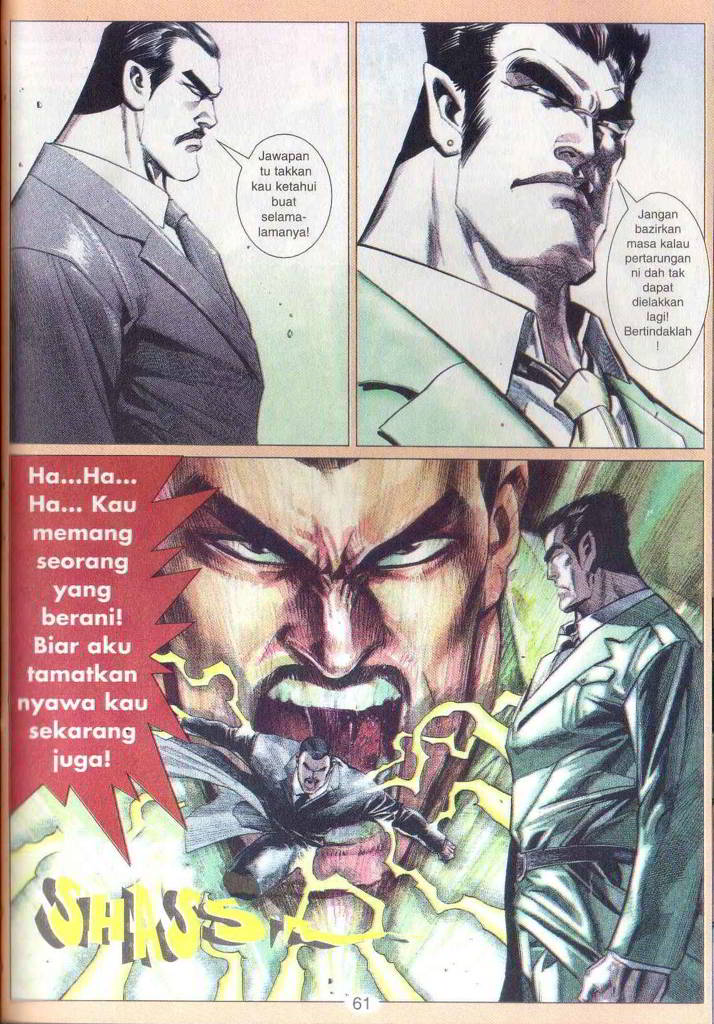 Jawapan
tu takkan
kau ketahui
buat
selama-
lamanya!
Jangan
bazirkan
masa kalau
pertarungan
ni dah tak
dapat
dielakkan
lagi!
Bertindaklah
!
Ha...Ha...
Ha... Kau
memang
seorang
yang
berani!
Biar aku
tamatkan
nyawa kau
sekarang
juga!
SHASS
61